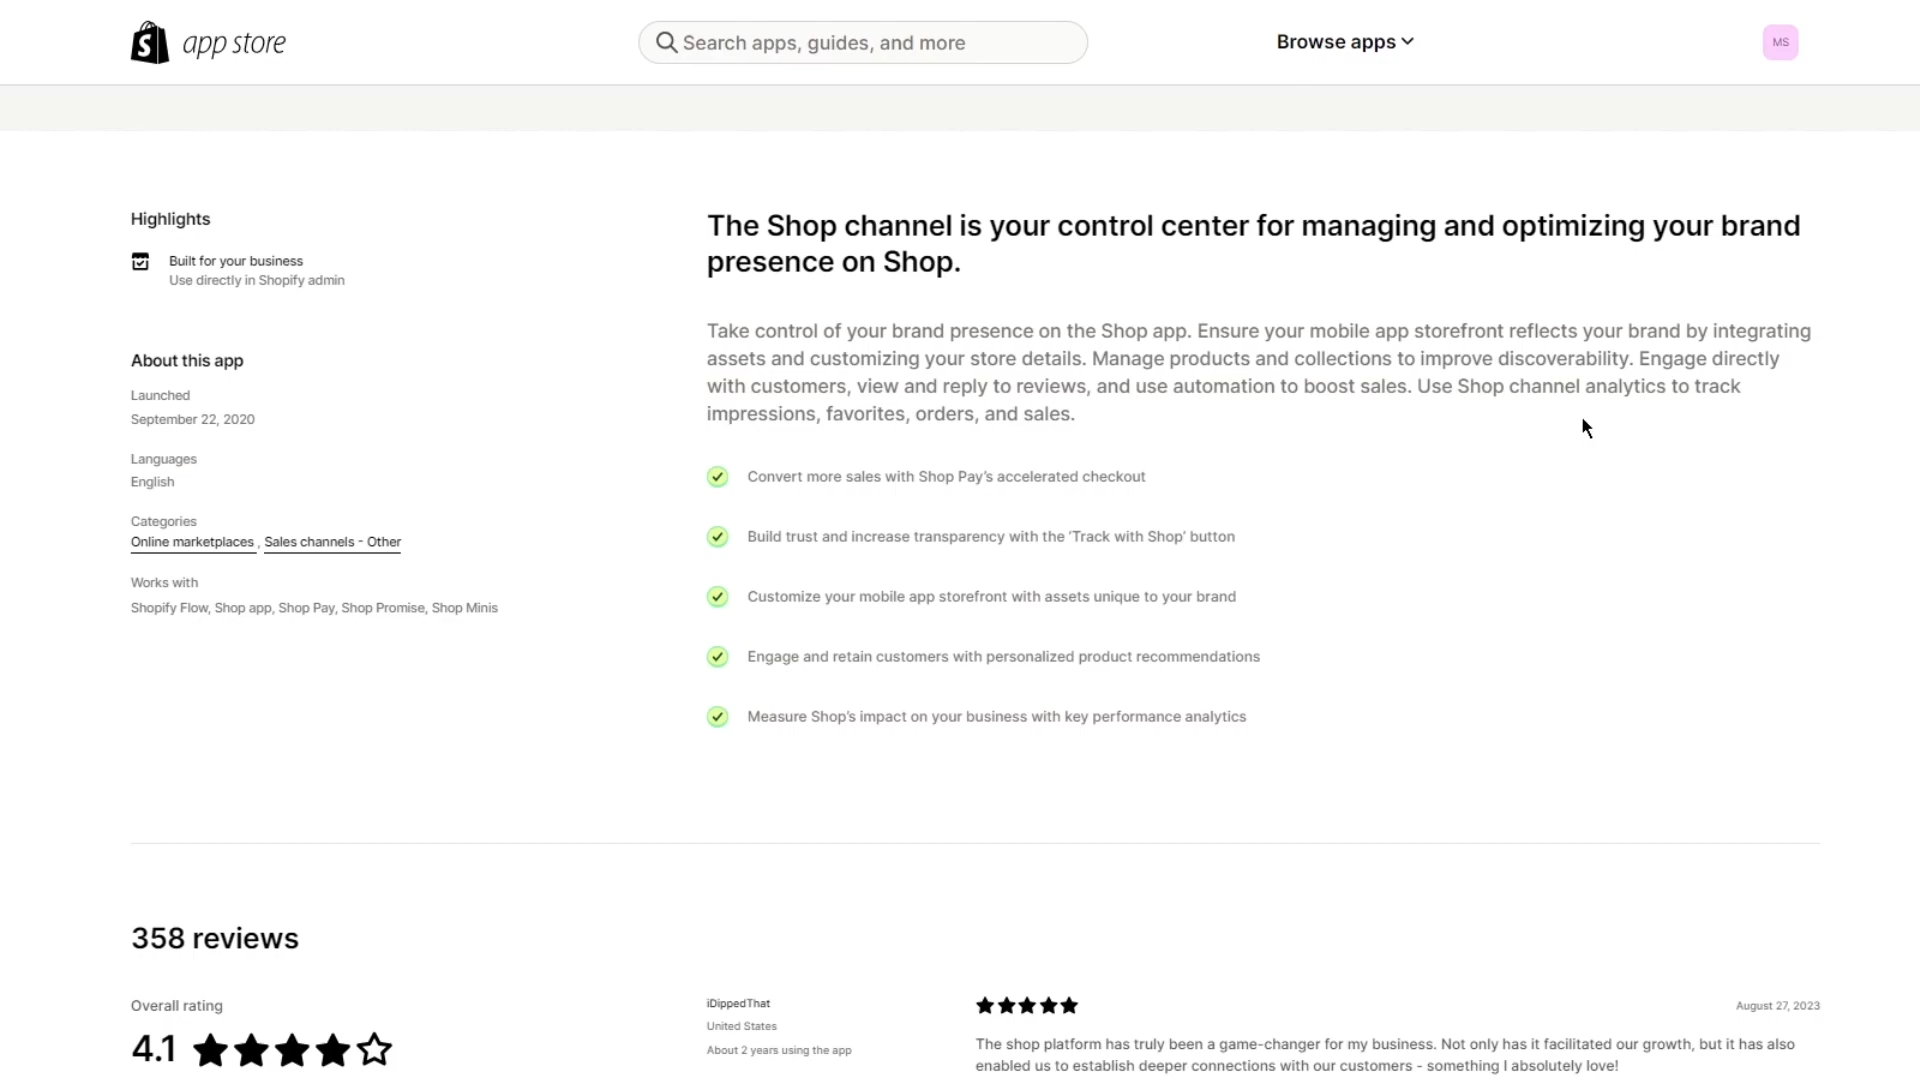 app store
Search apps, guides, and more
Browse apps
MS
Highlights
Built for your business
Use directly in Shopify admin
About this app
Launched
September 22, 2020
Languages
English
Categories
Online marketplaces , Sales channels - Other
Works with
Shopify Flow, Shop app, Shop Pay, Shop Promise, Shop Minis
The Shop channel is your control center for managing and optimizing your brand
presence on Shop.
Take control of your brand presence on the Shop app. Ensure your mobile app storefront reflects your brand by integrating
assets and customizing your store details. Manage products and collections to improve discoverability. Engage directly
with customers, view and reply to reviews, and use automation to boost sales. Use Shop channel analytics to track
impressions, favorites, orders, and sales.
Convert more sales with Shop Pay’s accelerated checkout
Build trust and increase transparency with the ‘Track with Shop’ button
Customize your mobile app storefront with assets unique to your brand
Engage and retain customers with personalized product recommendations
Measure Shop’s impact on your business with key performance analytics
358 reviews
Overall rating
4.1
iDippedThat
United States
About 2 years using the app
August 27, 2023
The shop platform has truly been a game-changer for my business. Not only has it facilitated our growth, but it has also
enabled us to establish deeper connections with our customers - something I absolutely love!